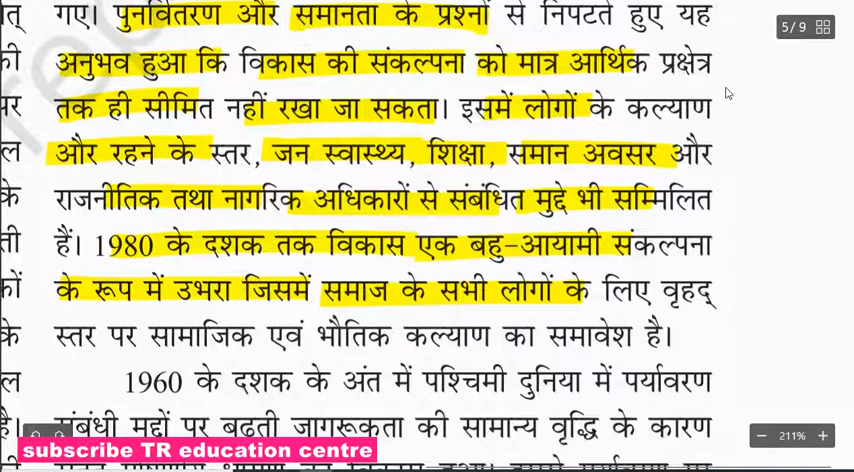 त् गए। पुनर्वितरण और समानता के प्रश्नों से निपटते हुए यह
की अनुभव हुआ कि विकास की संकल्पना को मात्र आर्थिक प्रक्षेत्र
पर तक ही सीमित नहीं रखा जा सकता। इसमें लोगों के कल्याण
ल और रहने के स्तर, जन स्वास्थ्य, शिक्षा, समान अवसर और
के राजनीतिक तथा नागरिक अधिकारों से संबंधित मुद्दे भी सम्मिलित
ती हैं। 1980 के दशक तक विकास एक बहु-आयामी संकल्पना
कों के रूप में उभरा जिसमें समाज के सभी लोगों के लिए वृहद्
के स्तर पर सामाजिक एवं भौतिक कल्याण का समावेश है।
ल 1960 के दशक के अंत में पश्चिमी दुनिया में पर्यावरण
है। संबंधी मुद्दों पर बढ़ती जागरूकता की सामान्य वृद्धि के कारण
5/9
211%
subscribe TR education centre